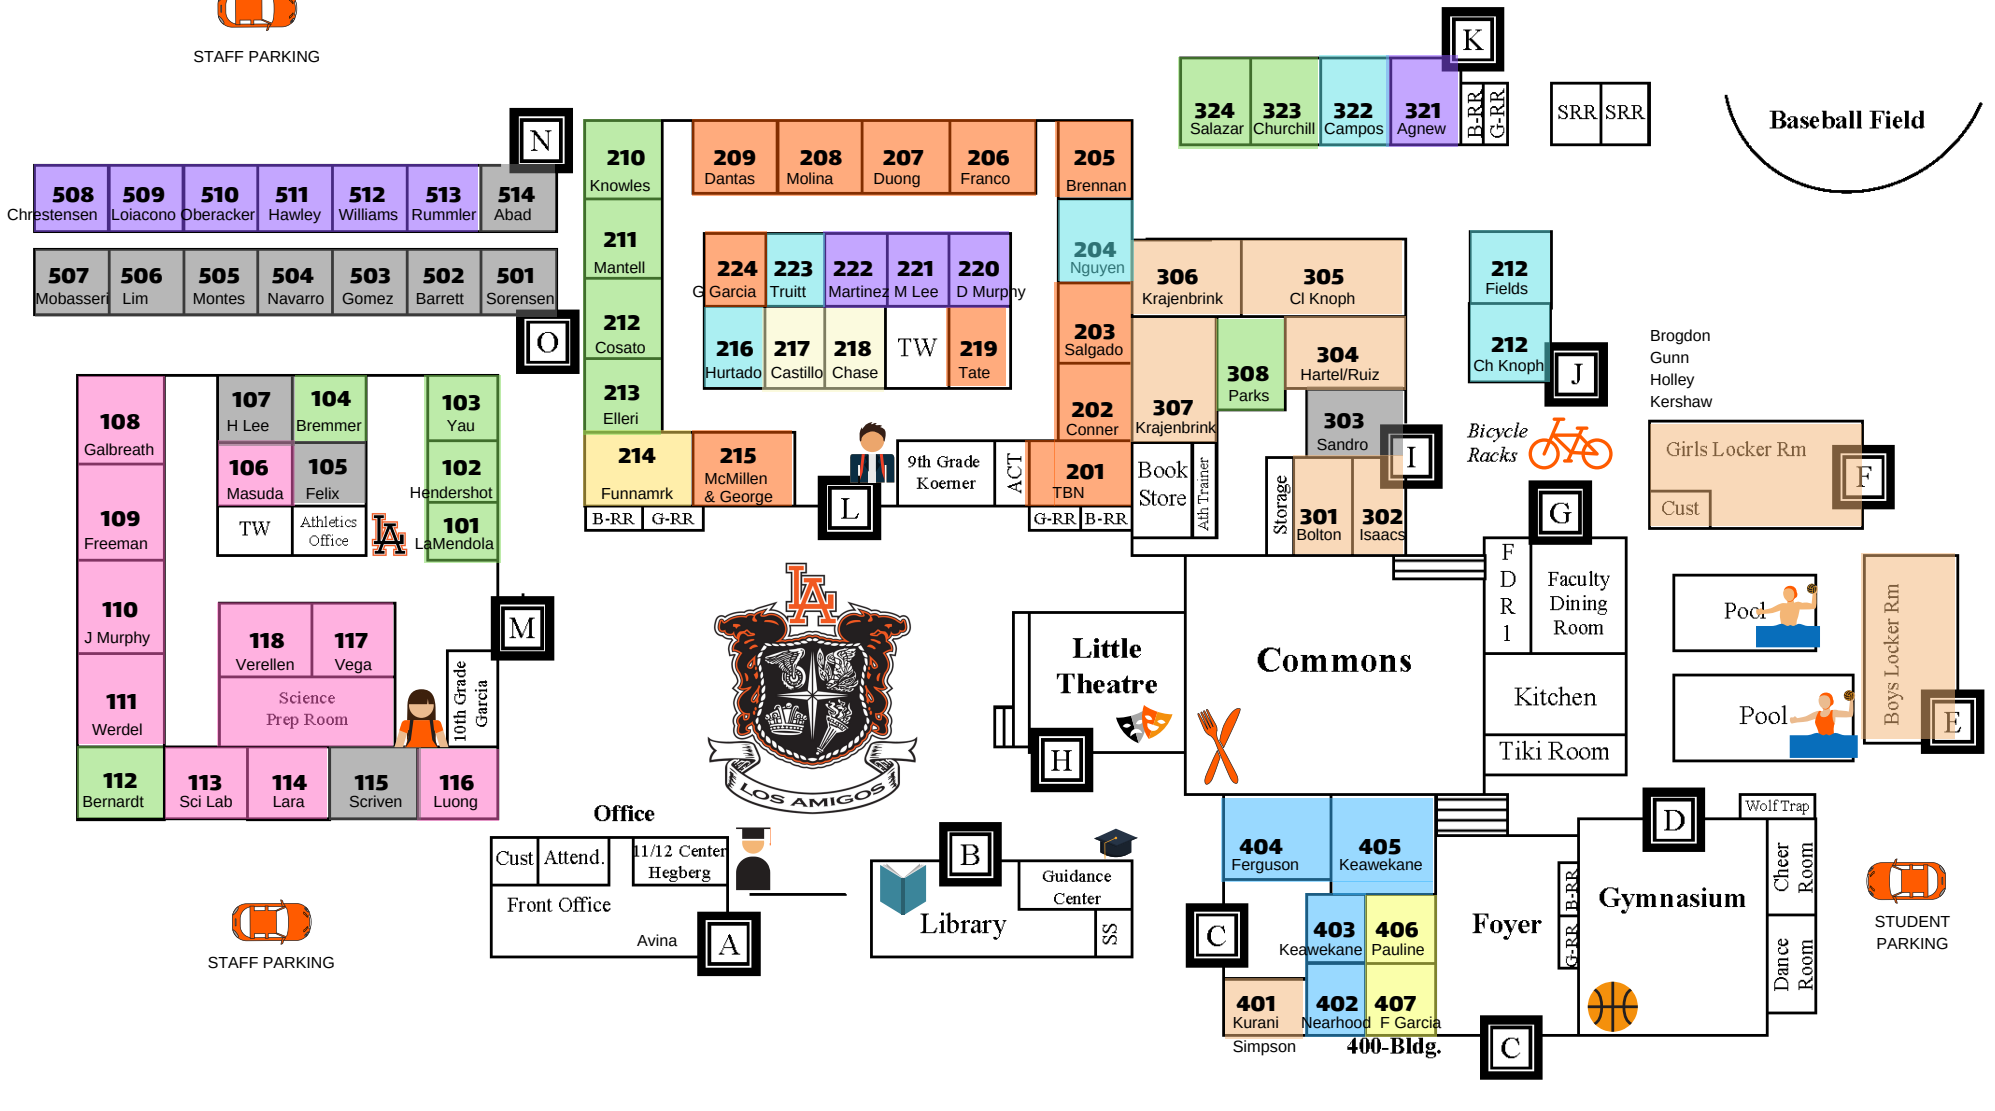 STAFF PARKING
K
324
Salazar
323
Churchill
322
Campos
321
Agnew
B-RR
G-RR
SRR
SRR
Baseball Field
N
508
Chrestensen
509
Loiacono
510
Oberacker
511
Hawley
512
Williams
513
Rummler
514
Abad
507
Mobasseri
506
Lim
505
Montes
504
Navarro
503
Gomez
502
Barrett
501
Sorensen
O
210
Knowles
211
Mantell
212
Cosato
213
Elleri
214
Funnamrk
215
McMillen
& George
B-RR
G-RR
209
Dantas
208
Molina
207
Duong
206
Franco
205
Brennan
204
Nguyen
203
Salgado
202
Conner
201
TBN
G-RR
B-RR
224
G Garcia
223
Truitt
222
Martinez
221
M Lee
220
D Murphy
216
Hurtado
217
Castillo
218
Chase
TW
219
Tate
L
9th Grade
Koerner
ACT
306
Krajenbrink
305
Cl Knoph
307
Krajenbrink
308
Parks
304
Hartel/Ruiz
303
Sandro
I
Book
Store
Ath Trainer
Storage
301
Bolton
302
Isaacs
212
Fields
212
Ch Knoph
J
Bicycle
Racks
Brogdon
Gunn
Holley
Kershaw
Girls Locker Rm
Cust
F
G
F
D
R
1
Faculty
Dining
Room
Kitchen
Tiki Room
Pool
Pool
Boys Locker Rm
E
108
Galbreath
109
Freeman
110
J Murphy
111
Werdel
112
Bernardt
113
Sci Lab
114
Lara
115
Scriven
116
Luong
107
H Lee
104
Bremmer
106
Masuda
105
Felix
TW
Athletics
Office
LA
103
Yau
102
Hendershot
101
LaMendola
M
118
Verellen
117
Vega
Science
Prep Room
10th Grade
Garcia
LA
LOS AMIGOS
Little
Theatre
H
Commons
Office
Cust
Attend.
11/12 Center
Hegberg
Front Office
Avina
A
B
Library
Guidance
Center
SS
C
404
Ferguson
405
Keawekane
403
Keawekane
406
Pauline
401
Kurani
Simpson
402
Nearhood
407
F Garcia
400-Bldg.
Foyer
C
B-RR
G-RR
D
Gymnasium
Wolf Trap
Cheer
Room
Dance
Room
STUDENT
PARKING
STAFF PARKING